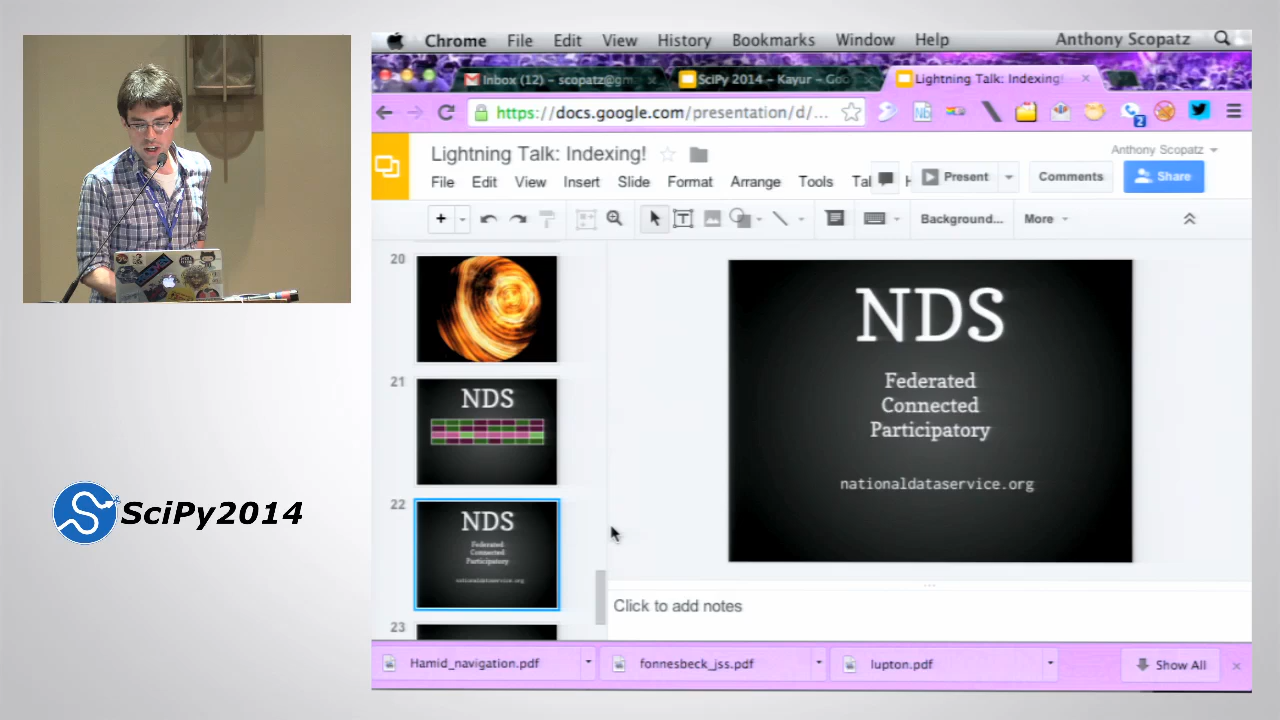 Chrome File Edit View History Bookmarks Window Help Anthony Scopatz
Inbox (12) – scopatz@gm
SciPy 2014 – Kayur – Goo
Lightning Talk: Indexing!
https://docs.google.com/presentation/d/...
2
Lightning Talk: Indexing!
Anthony Scopatz
File Edit View Insert Slide Format Arrange Tools Tal H
Present
Comments
Share
Background... More
20
21
NDS
22
NDS
Federated
Connected
Participatory
nationaldataservice.org
23
NDS
Federated
Connected
Participatory
nationaldataservice.org
Click to add notes
Hamid_navigation.pdf
fonnesbeck_jss.pdf
lupton.pdf
Show All
SciPy2014